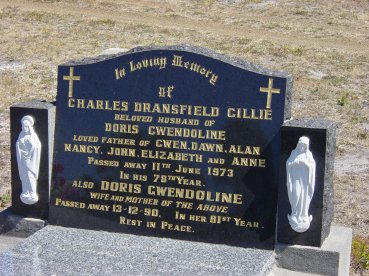 In Loving Memory
of
CHARLES DRANSFIELD GILLIE
BELOVED HUSBAND OF
DORIS GWENDOLINE
LOVED FATHER OF GWEN, DAWN, ALAN
NANCY, JOHN, ELIZABETH AND ANNE
PASSED AWAY 11TH JUNE 1973
IN HIS 78TH YEAR.
ALSO DORIS GWENDOLINE
WIFE AND MOTHER OF THE ABOVE
PASSED AWAY 13-12-90. IN HER 81ST YEAR.
REST IN PEACE.